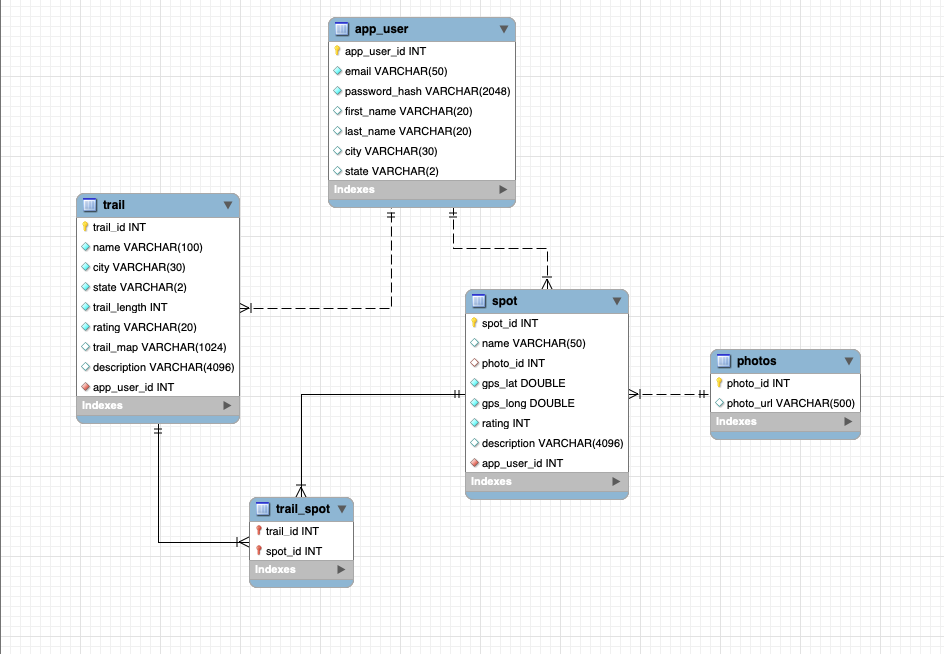 app_user
app_user_id INT
email VARCHAR(50)
password_hash VARCHAR(2048)
first_name VARCHAR(20)
last_name VARCHAR(20)
city VARCHAR(30)
state VARCHAR(2)
Indexes
trail
trail_id INT
name VARCHAR(100)
city VARCHAR(30)
state VARCHAR(2)
trail_length INT
rating VARCHAR(20)
trail_map VARCHAR(1024)
description VARCHAR(4096)
app_user_id INT
Indexes
spot
spot_id INT
name VARCHAR(50)
photo_id INT
gps_lat DOUBLE
gps_long DOUBLE
rating INT
description VARCHAR(4096)
app_user_id INT
Indexes
photos
photo_id INT
photo_url VARCHAR(500)
Indexes
trail_spot
trail_id INT
spot_id INT
Indexes